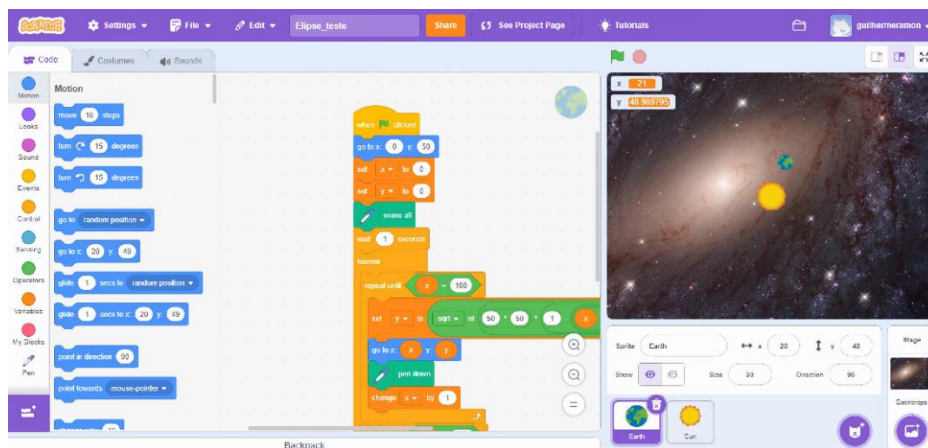 SCRATCH Settings File Edit Elipse_teste Share See Project Page Tutorials guilhermeramon
Code Costumes Sounds
Motion
Looks
Sound
Events
Control
Sensing
Operators
Variables
My Blocks
Pen
Motion
move 10 steps
turn 15 degrees
turn 15 degrees
go to random position
go to x: 20 y: 49
glide 1 secs to random position
glide 1 secs to x: 20 y: 49
point in direction 90
point towards mouse-pointer
when clicked
go to x: 0 y: 50
set x to 0
set y to 0
erase all
wait 1 seconds
forever
repeat until x = 100
set y to sqrt of 50 * 50 * 1 x
go to x: x y: y
pen down
change x by 1
Backpack
x 21
y 48.989795
Sprite Earth x 20 y 49
Show Size 30 Direction 90
Earth
Sun
Stage
Backdrops